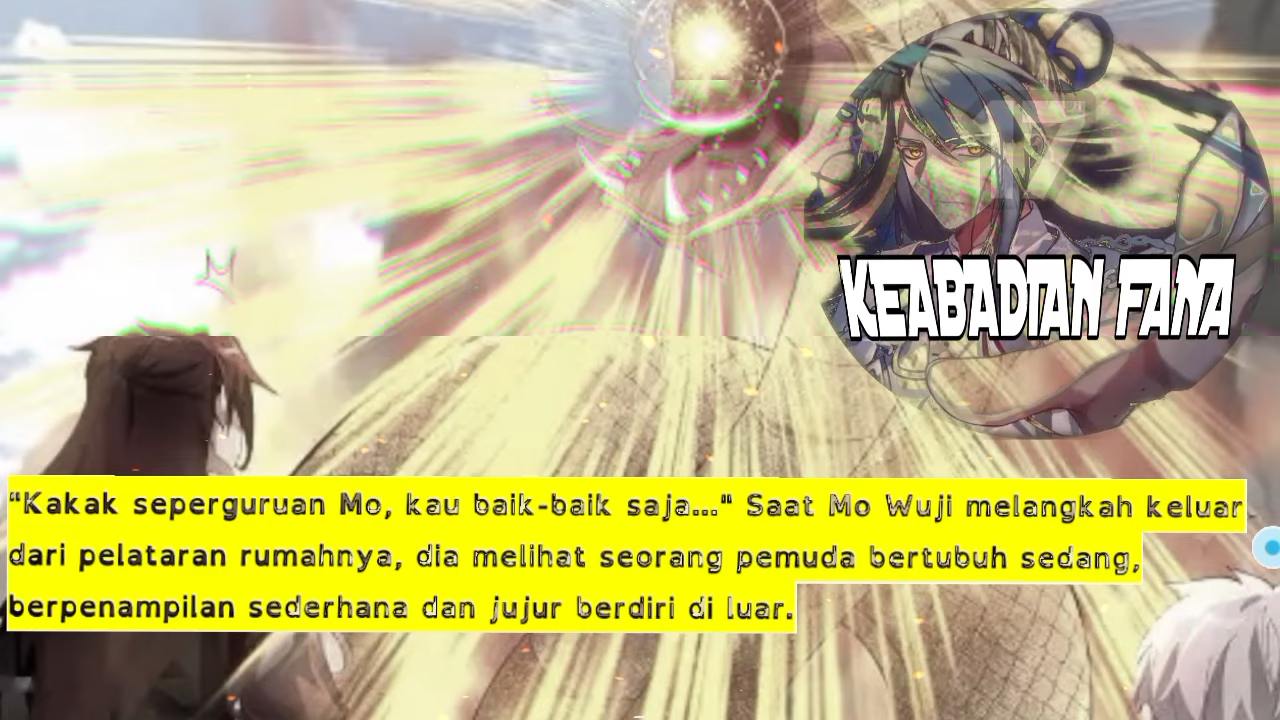 KEABADIAN FANA
"Kakak seperguruan Mo, kau baik-baik saja..." Saat Mo Wuji melangkah keluar
dari pelataran rumahnya, dia melihat seorang pemuda bertubuh sedang,
berpenampilan sederhana dan jujur berdiri di luar.